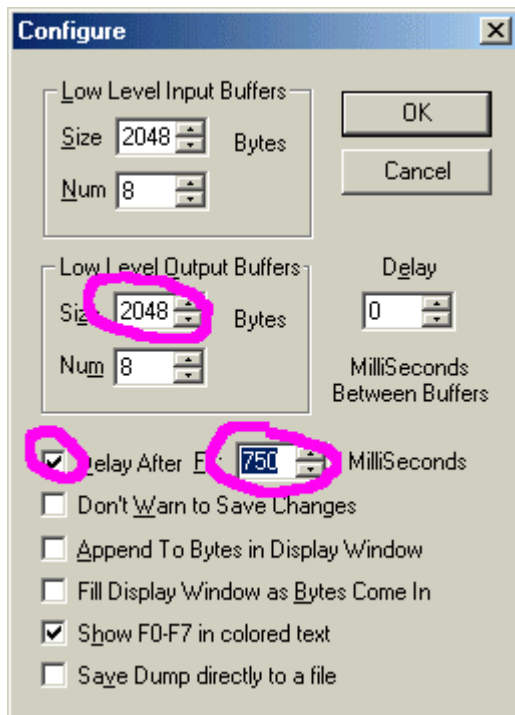 Configure
Low Level Input Buffers
Size 2048 Bytes
Num 8
OK
Cancel
Low Level Output Buffers
Size 2048 Bytes
Num 8
Delay
0
MilliSeconds
Between Buffers
Delay After 750 MilliSeconds
Don't Warn to Save Changes
Append To Bytes in Display Window
Fill Display Window as Bytes Come In
Show F0-F7 in colored text
Save Dump directly to a file